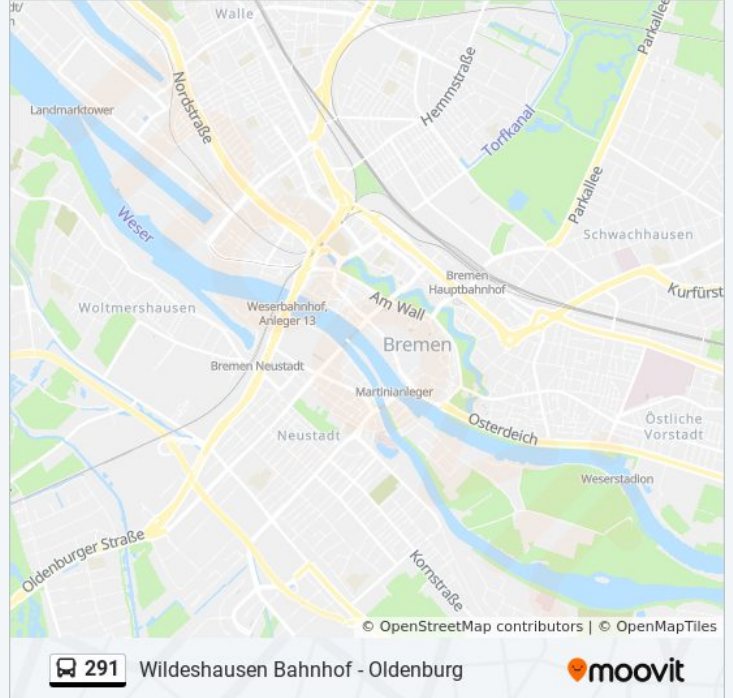 dt/
Walle
Parkallee
Nordstraße
Hemmstraße
Landmarktower
Torfkanal
Parkallee
Weser
Schwachhausen
Bremen
Hauptbahnhof
Kurfürst
Woltmershausen
Weserbahnhof,
Anleger 13
Am Wall
Bremen
Bremen Neustadt
Martinianleger
Osterdeich
Östliche
Vorstadt
Neustadt
Weserstadion
Oldenburger Straße
Kornstraße
© OpenStreetMap contributors | © OpenMapTiles
291 Wildeshausen Bahnhof - Oldenburg
moovit